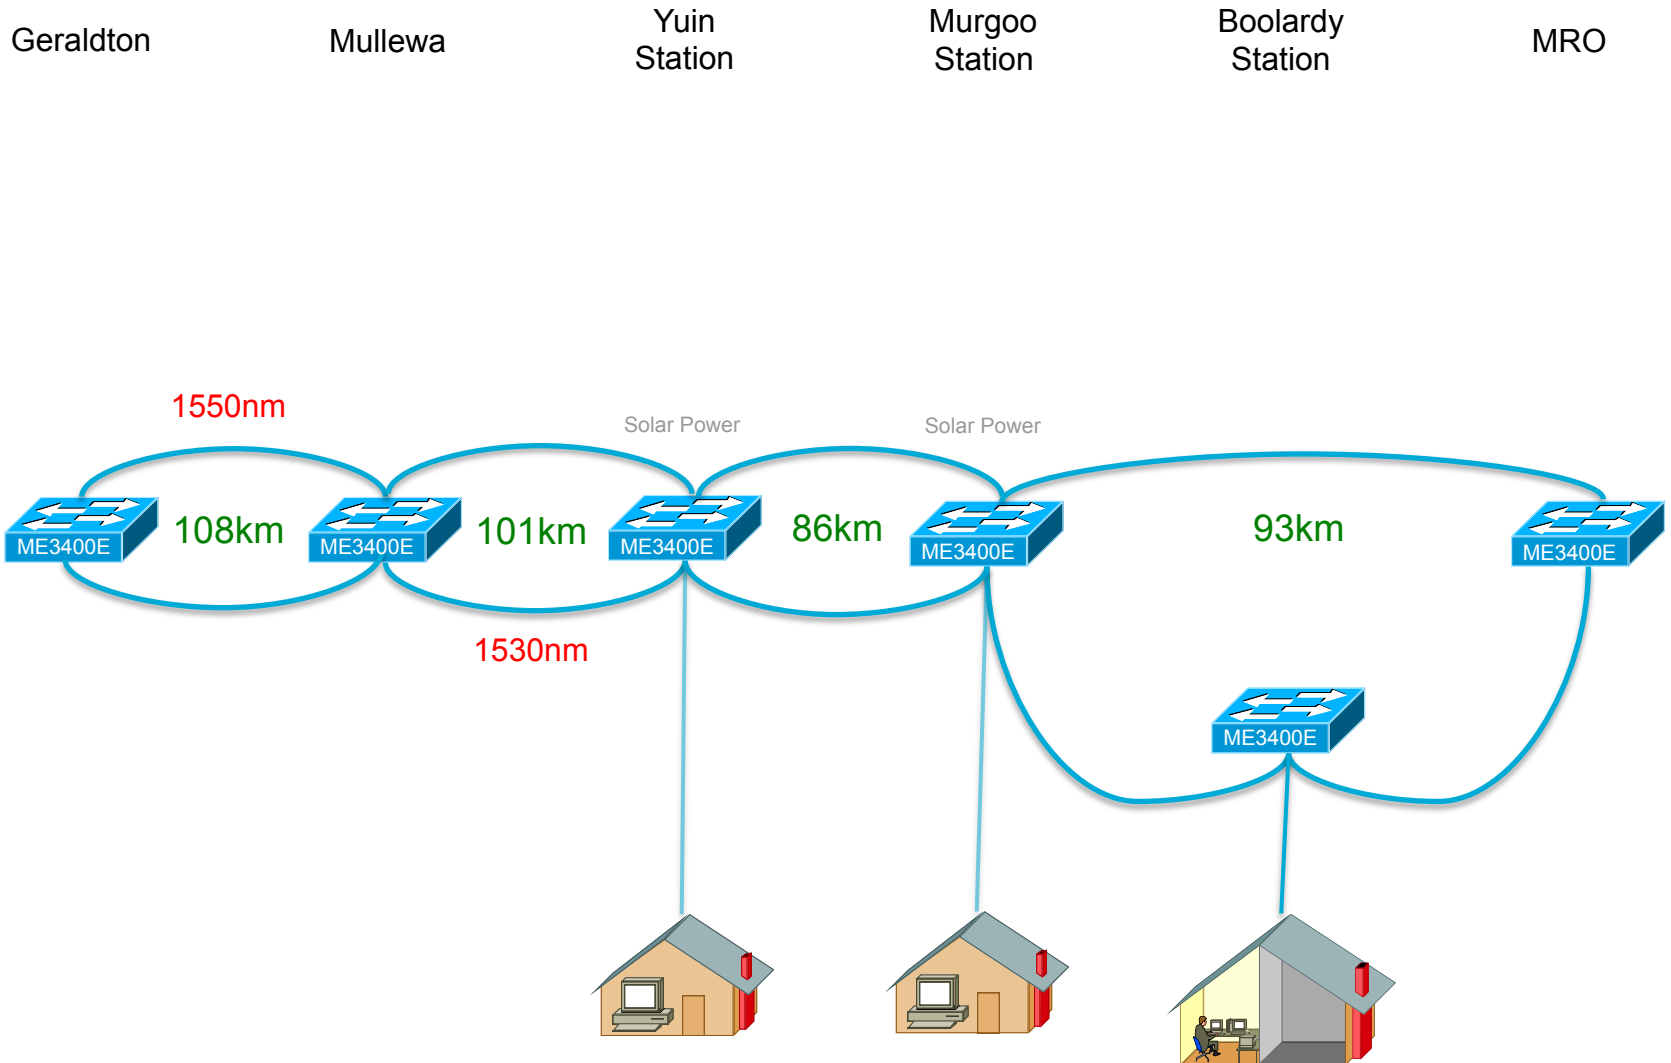 Geraldton
Mullewa
Yuin
Station
Murgoo
Station
Boolardy
Station
MRO
1550nm
Solar Power
Solar Power
108km
101km
86km
93km
ME3400E
ME3400E
ME3400E
ME3400E
ME3400E
1530nm
ME3400E